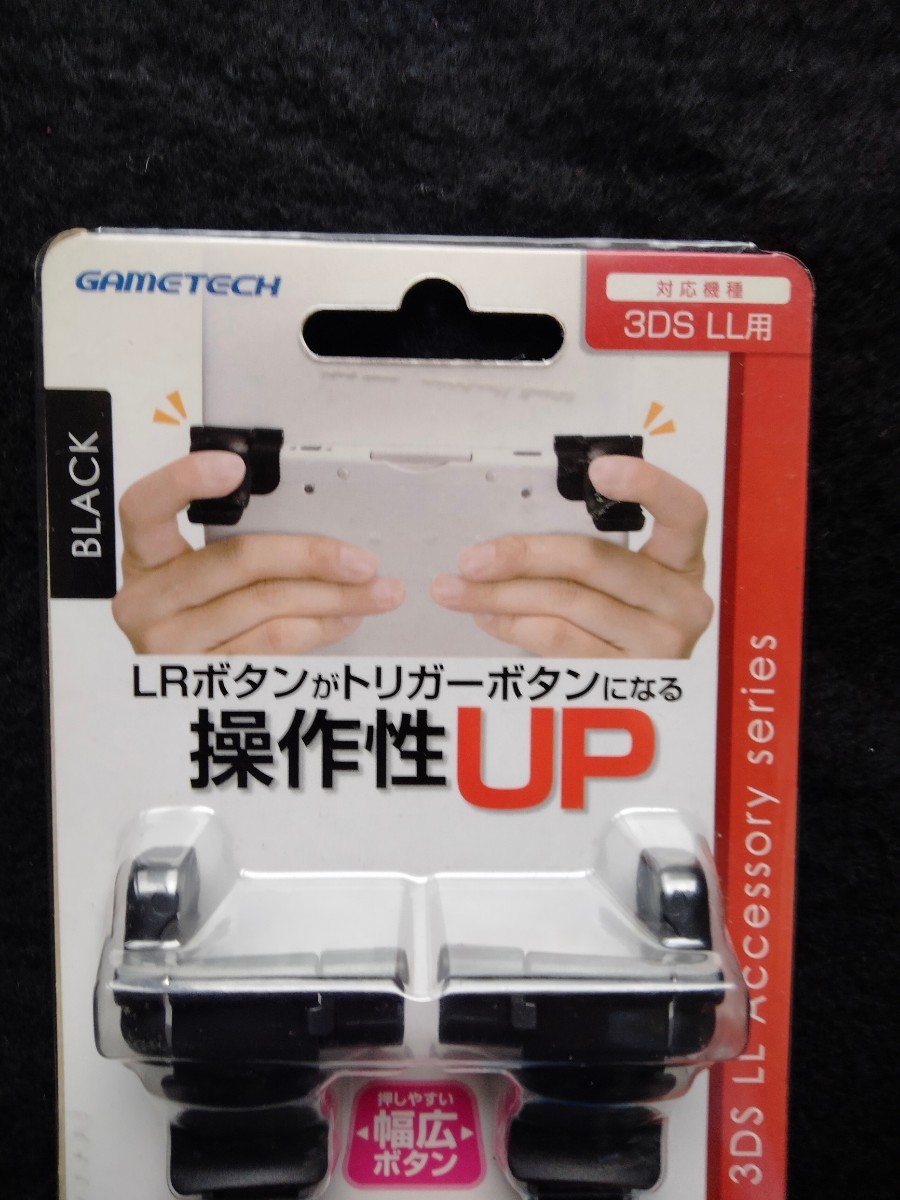 GAMETECH
対応機種
3DS LL用
BLACK
LRボタンがトリガーボタンになる
操作性UP
3DS LL Accessory series
押しやすい
幅広
ボタン